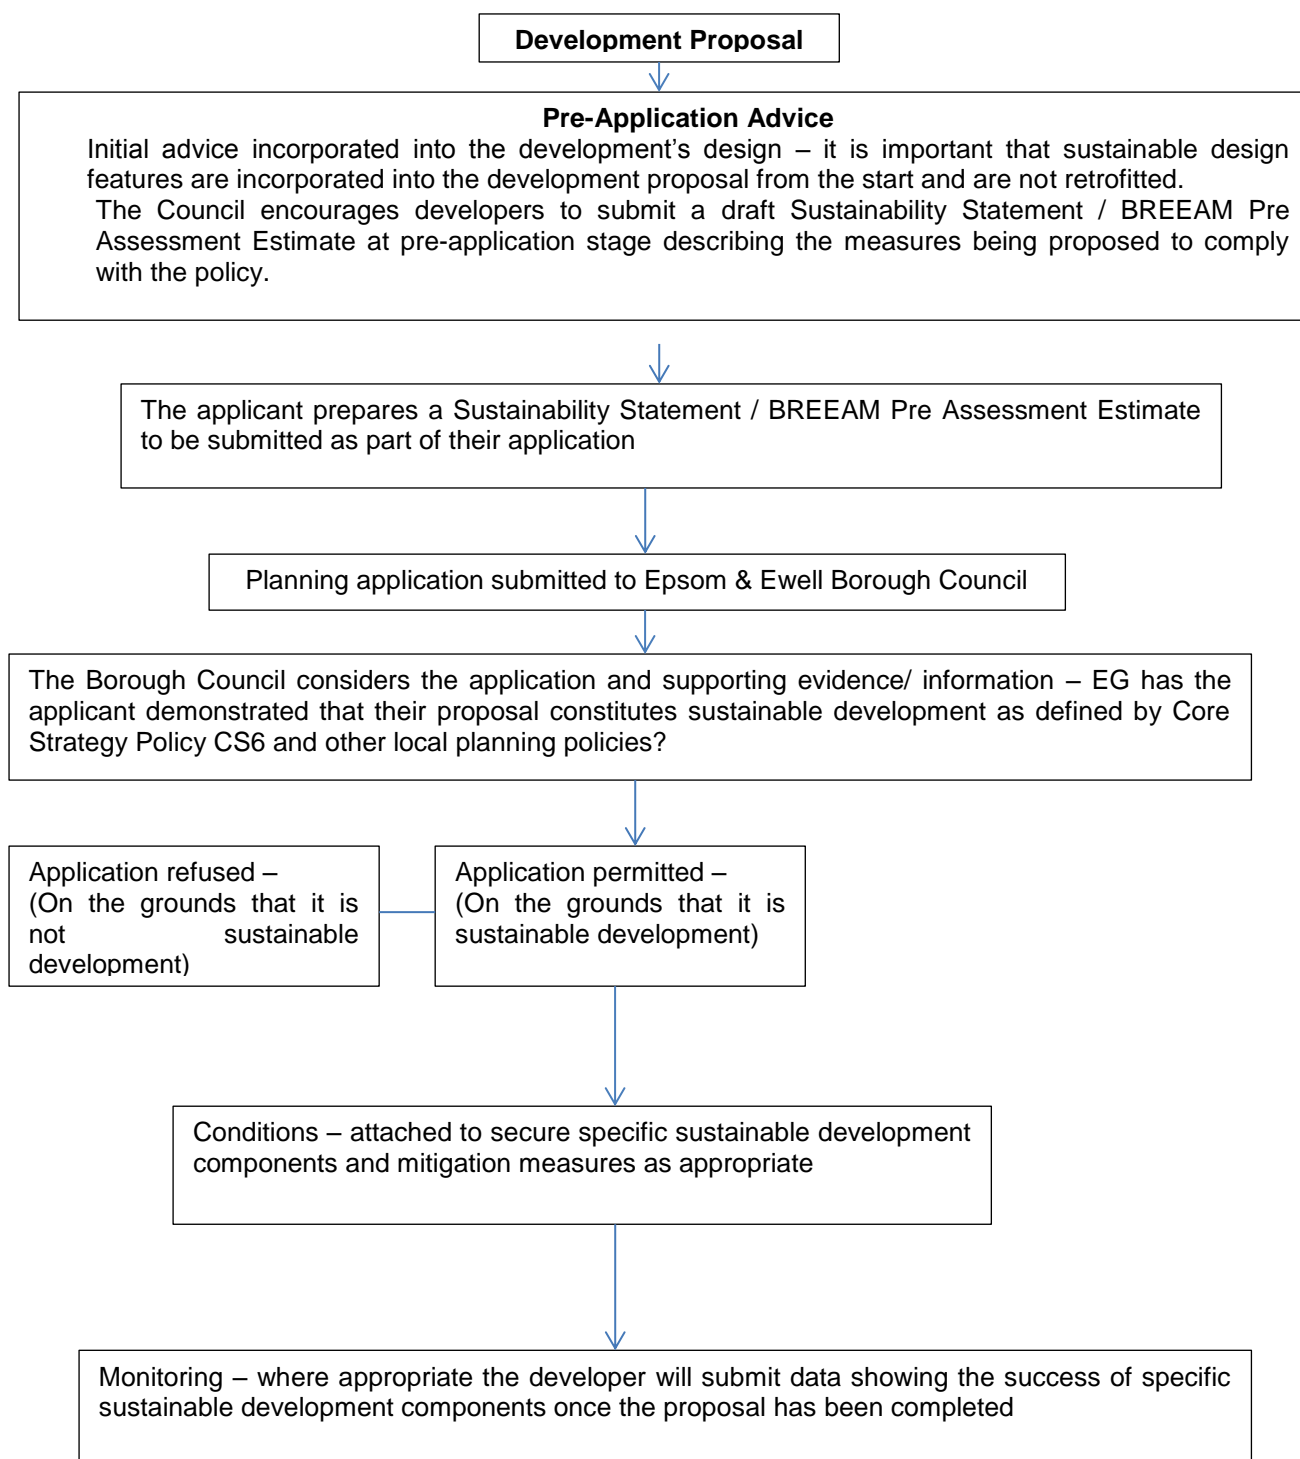 Development Proposal
Pre-Application Advice
Initial advice incorporated into the development’s design – it is important that sustainable design
features are incorporated into the development proposal from the start and are not retrofitted.
The Council encourages developers to submit a draft Sustainability Statement / BREEAM Pre
Assessment Estimate at pre-application stage describing the measures being proposed to comply
with the policy.
The applicant prepares a Sustainability Statement / BREEAM Pre Assessment Estimate
to be submitted as part of their application
Planning application submitted to Epsom & Ewell Borough Council
The Borough Council considers the application and supporting evidence/ information – EG has the
applicant demonstrated that their proposal constitutes sustainable development as defined by Core
Strategy Policy CS6 and other local planning policies?
Application refused –
(On the grounds that it is
not sustainable
development)
Application permitted –
(On the grounds that it is
sustainable development)
Conditions – attached to secure specific sustainable development
components and mitigation measures as appropriate
Monitoring – where appropriate the developer will submit data showing the success of specific
sustainable development components once the proposal has been completed